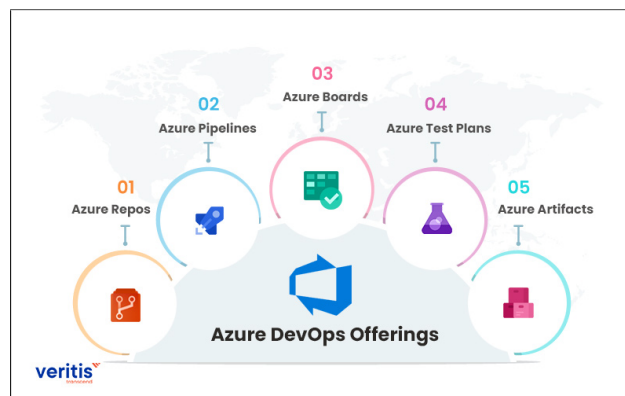 03
Azure Boards
02
Azure Pipelines
04
Azure Test Plans
01
Azure Repos
05
Azure Artifacts
Azure DevOps Offerings
veritis
transcend